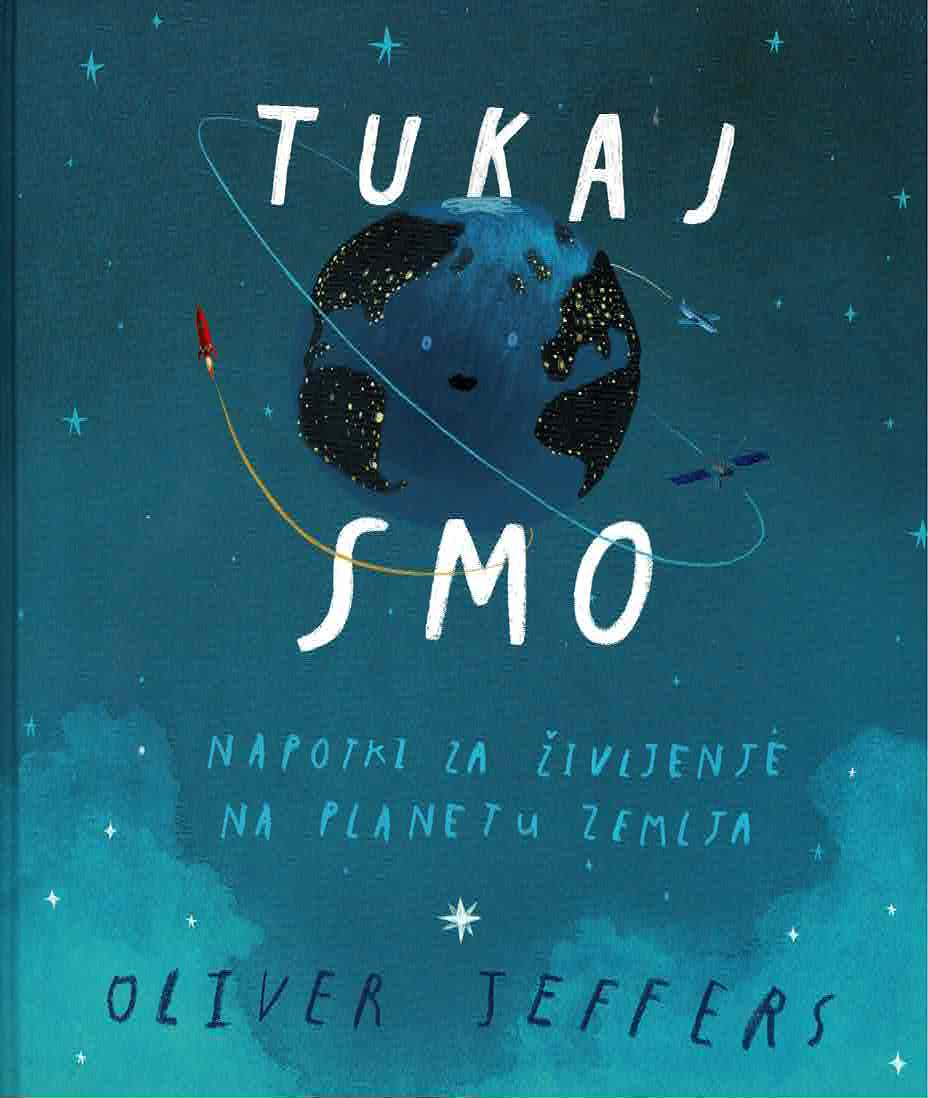 TUKAJ
SMO
NAPOTKI ZA ŽIVLJENJE
NA PLANETU ZEMLJA
OLIVER JEFFERS